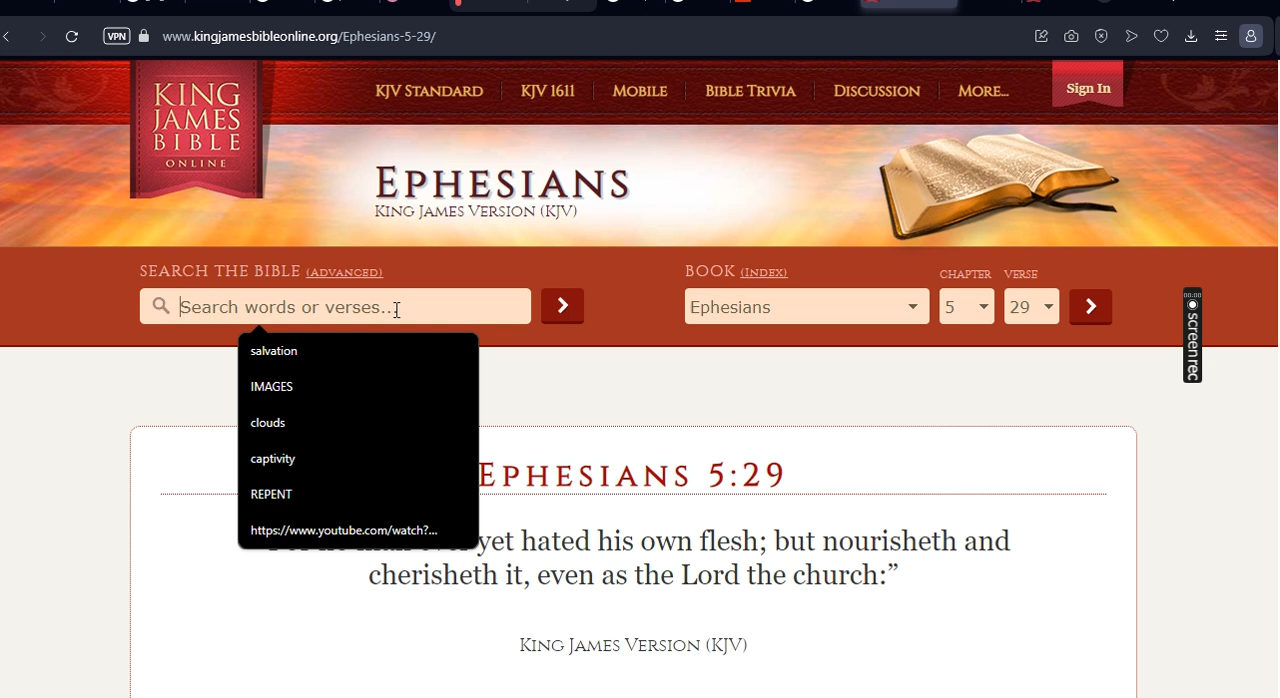 VPN
www.kingjamesbibleonline.org/Ephesians-5-29/
KING
JAMES
BIBLE
ONLINE
KJV STANDARD
KJV 1611
MOBILE
BIBLE TRIVIA
DISCUSSION
MORE...
Sign In
EPHESIANS
KING JAMES VERSION (KJV)
SEARCH THE BIBLE (ADVANCED)
Search words or verses...
BOOK (INDEX)
CHAPTER
VERSE
Ephesians
5
29
salvation
IMAGES
clouds
captivity
REPENT
https://www.youtube.com/watch?...
00:00
screenrec
EPHESIANS 5:29
yet hated his own flesh; but nourisheth and
cherisheth it, even as the Lord the church:”
KING JAMES VERSION (KJV)